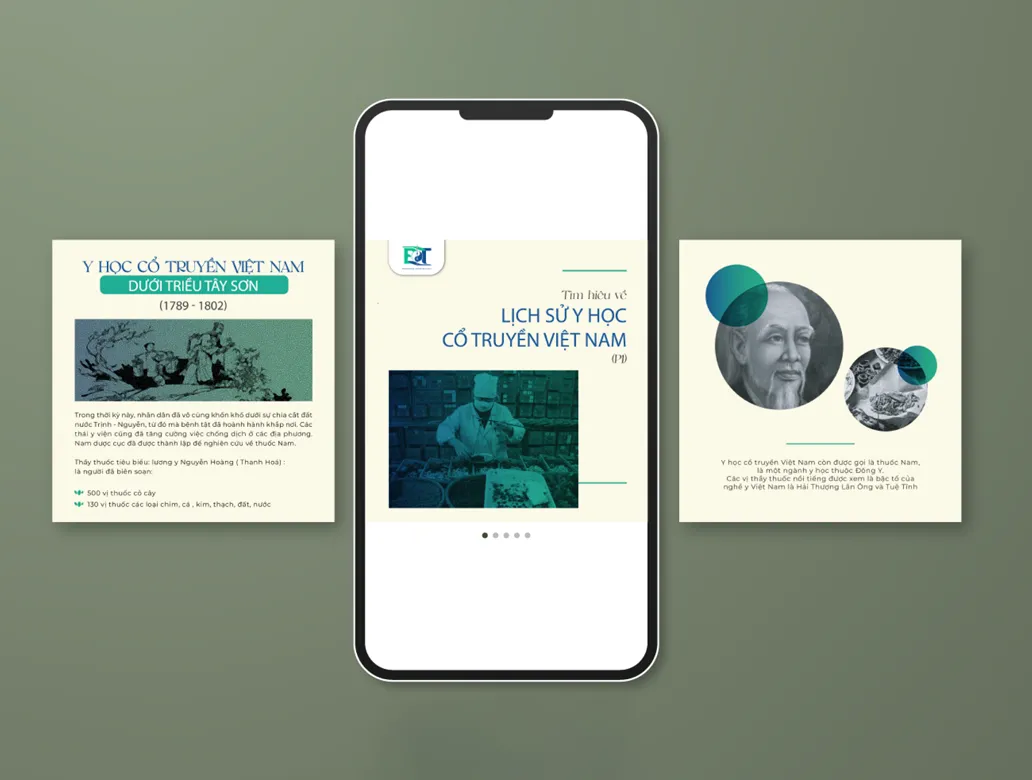 Y HỌC CỔ TRUYỀN VIỆT NAM
DƯỚI TRIỀU TÂY SƠN
(1789 - 1802)
Trong thời kỳ này, nhân dân đã vô cùng khốn khổ dưới sự chia cắt đất
nước Trịnh - Nguyễn, từ đó mà bệnh tật đã hoành hành khắp nơi. Các
thái y viện cũng đã tăng cường việc chống dịch ở các địa phương.
Nam dược cục đã được thành lập để nghiên cứu về thuốc Nam.
Thầy thuốc tiêu biểu: lương y Nguyễn Hoàng ( Thanh Hoá) :
là người đã biên soạn:
500 vị thuốc cỏ cây
130 vị thuốc các loại chim, cá , kim, thạch, đất, nước
Tìm hiểu về
LỊCH SỬ Y HỌC
CỔ TRUYỀN VIỆT NAM
(P1)
Y học cổ truyền Việt Nam còn được gọi là thuốc Nam,
là một ngành y học thuộc Đông Y.
Các vị thầy thuốc nổi tiếng được xem là bậc tổ của
nghề y Việt Nam là Hải Thượng Lãn Ông và Tuệ Tĩnh